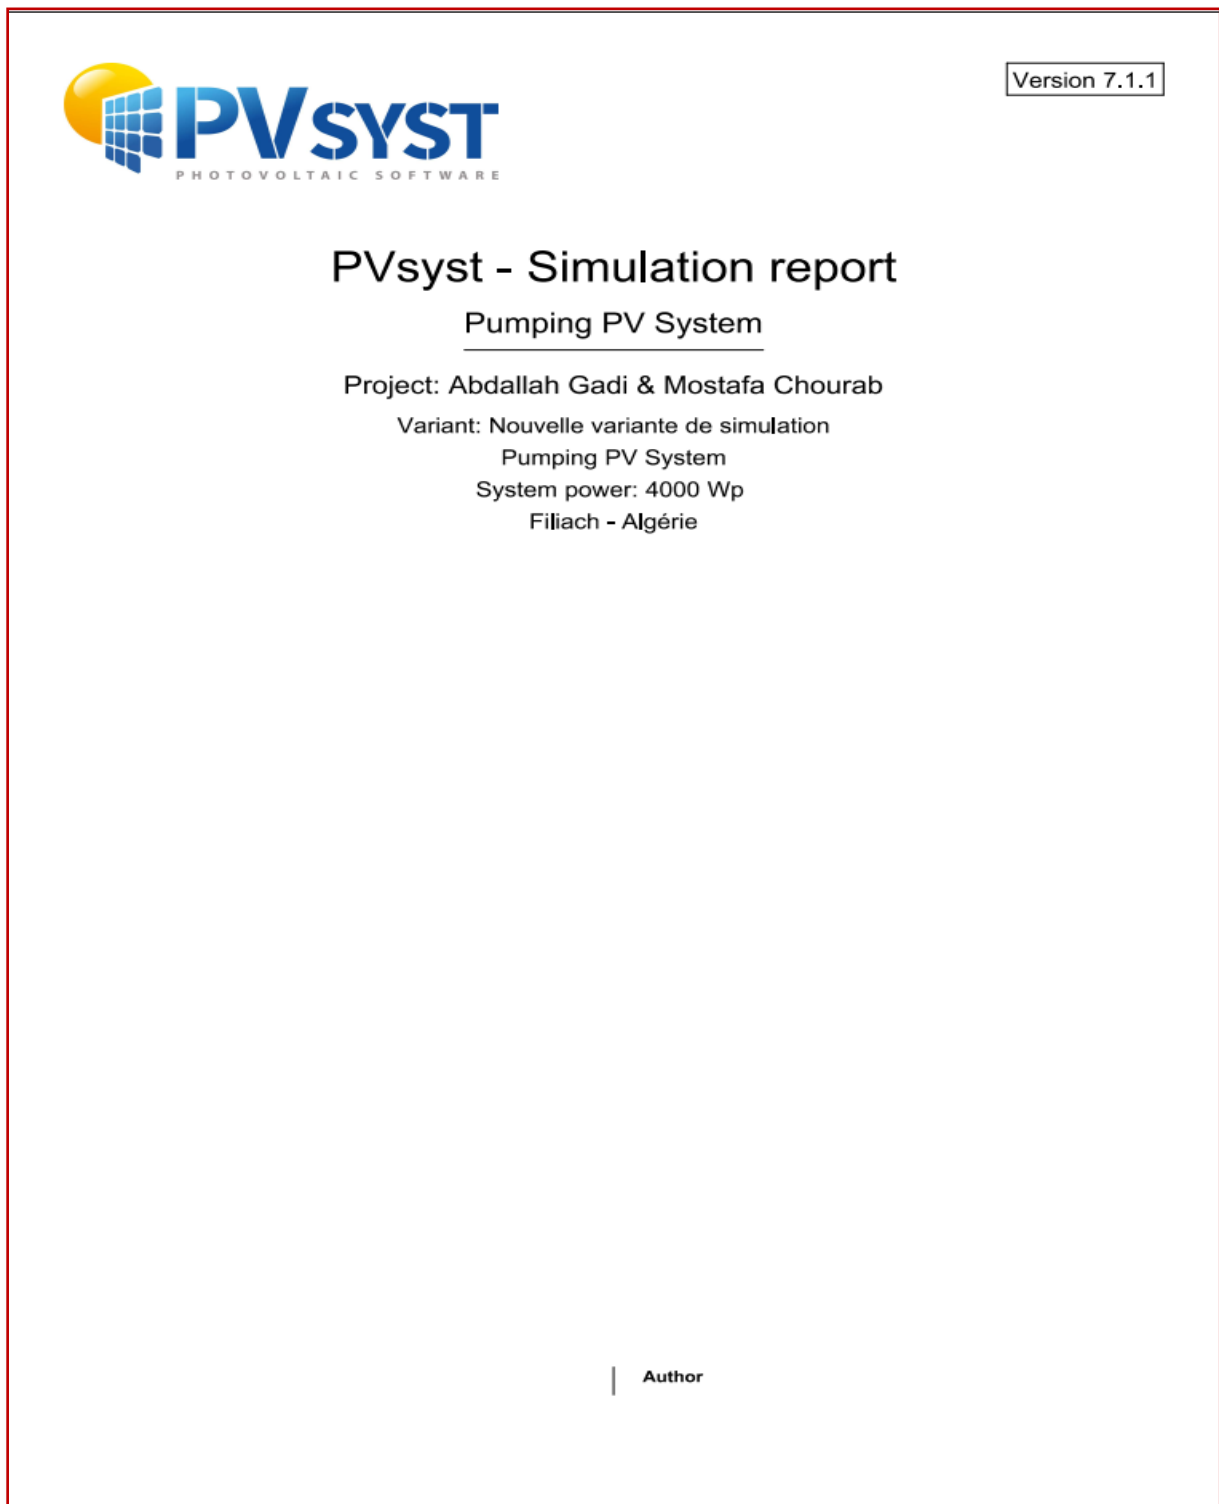 Version 7.1.1
PVSYST
PHOTOVOLTAIC SOFTWARE
PVsyst - Simulation report
Pumping PV System
Project: Abdallah Gadi & Mostafa Chourab
Variant: Nouvelle variante de simulation
Pumping PV System
System power: 4000 Wp
Filiach - Algérie
Author